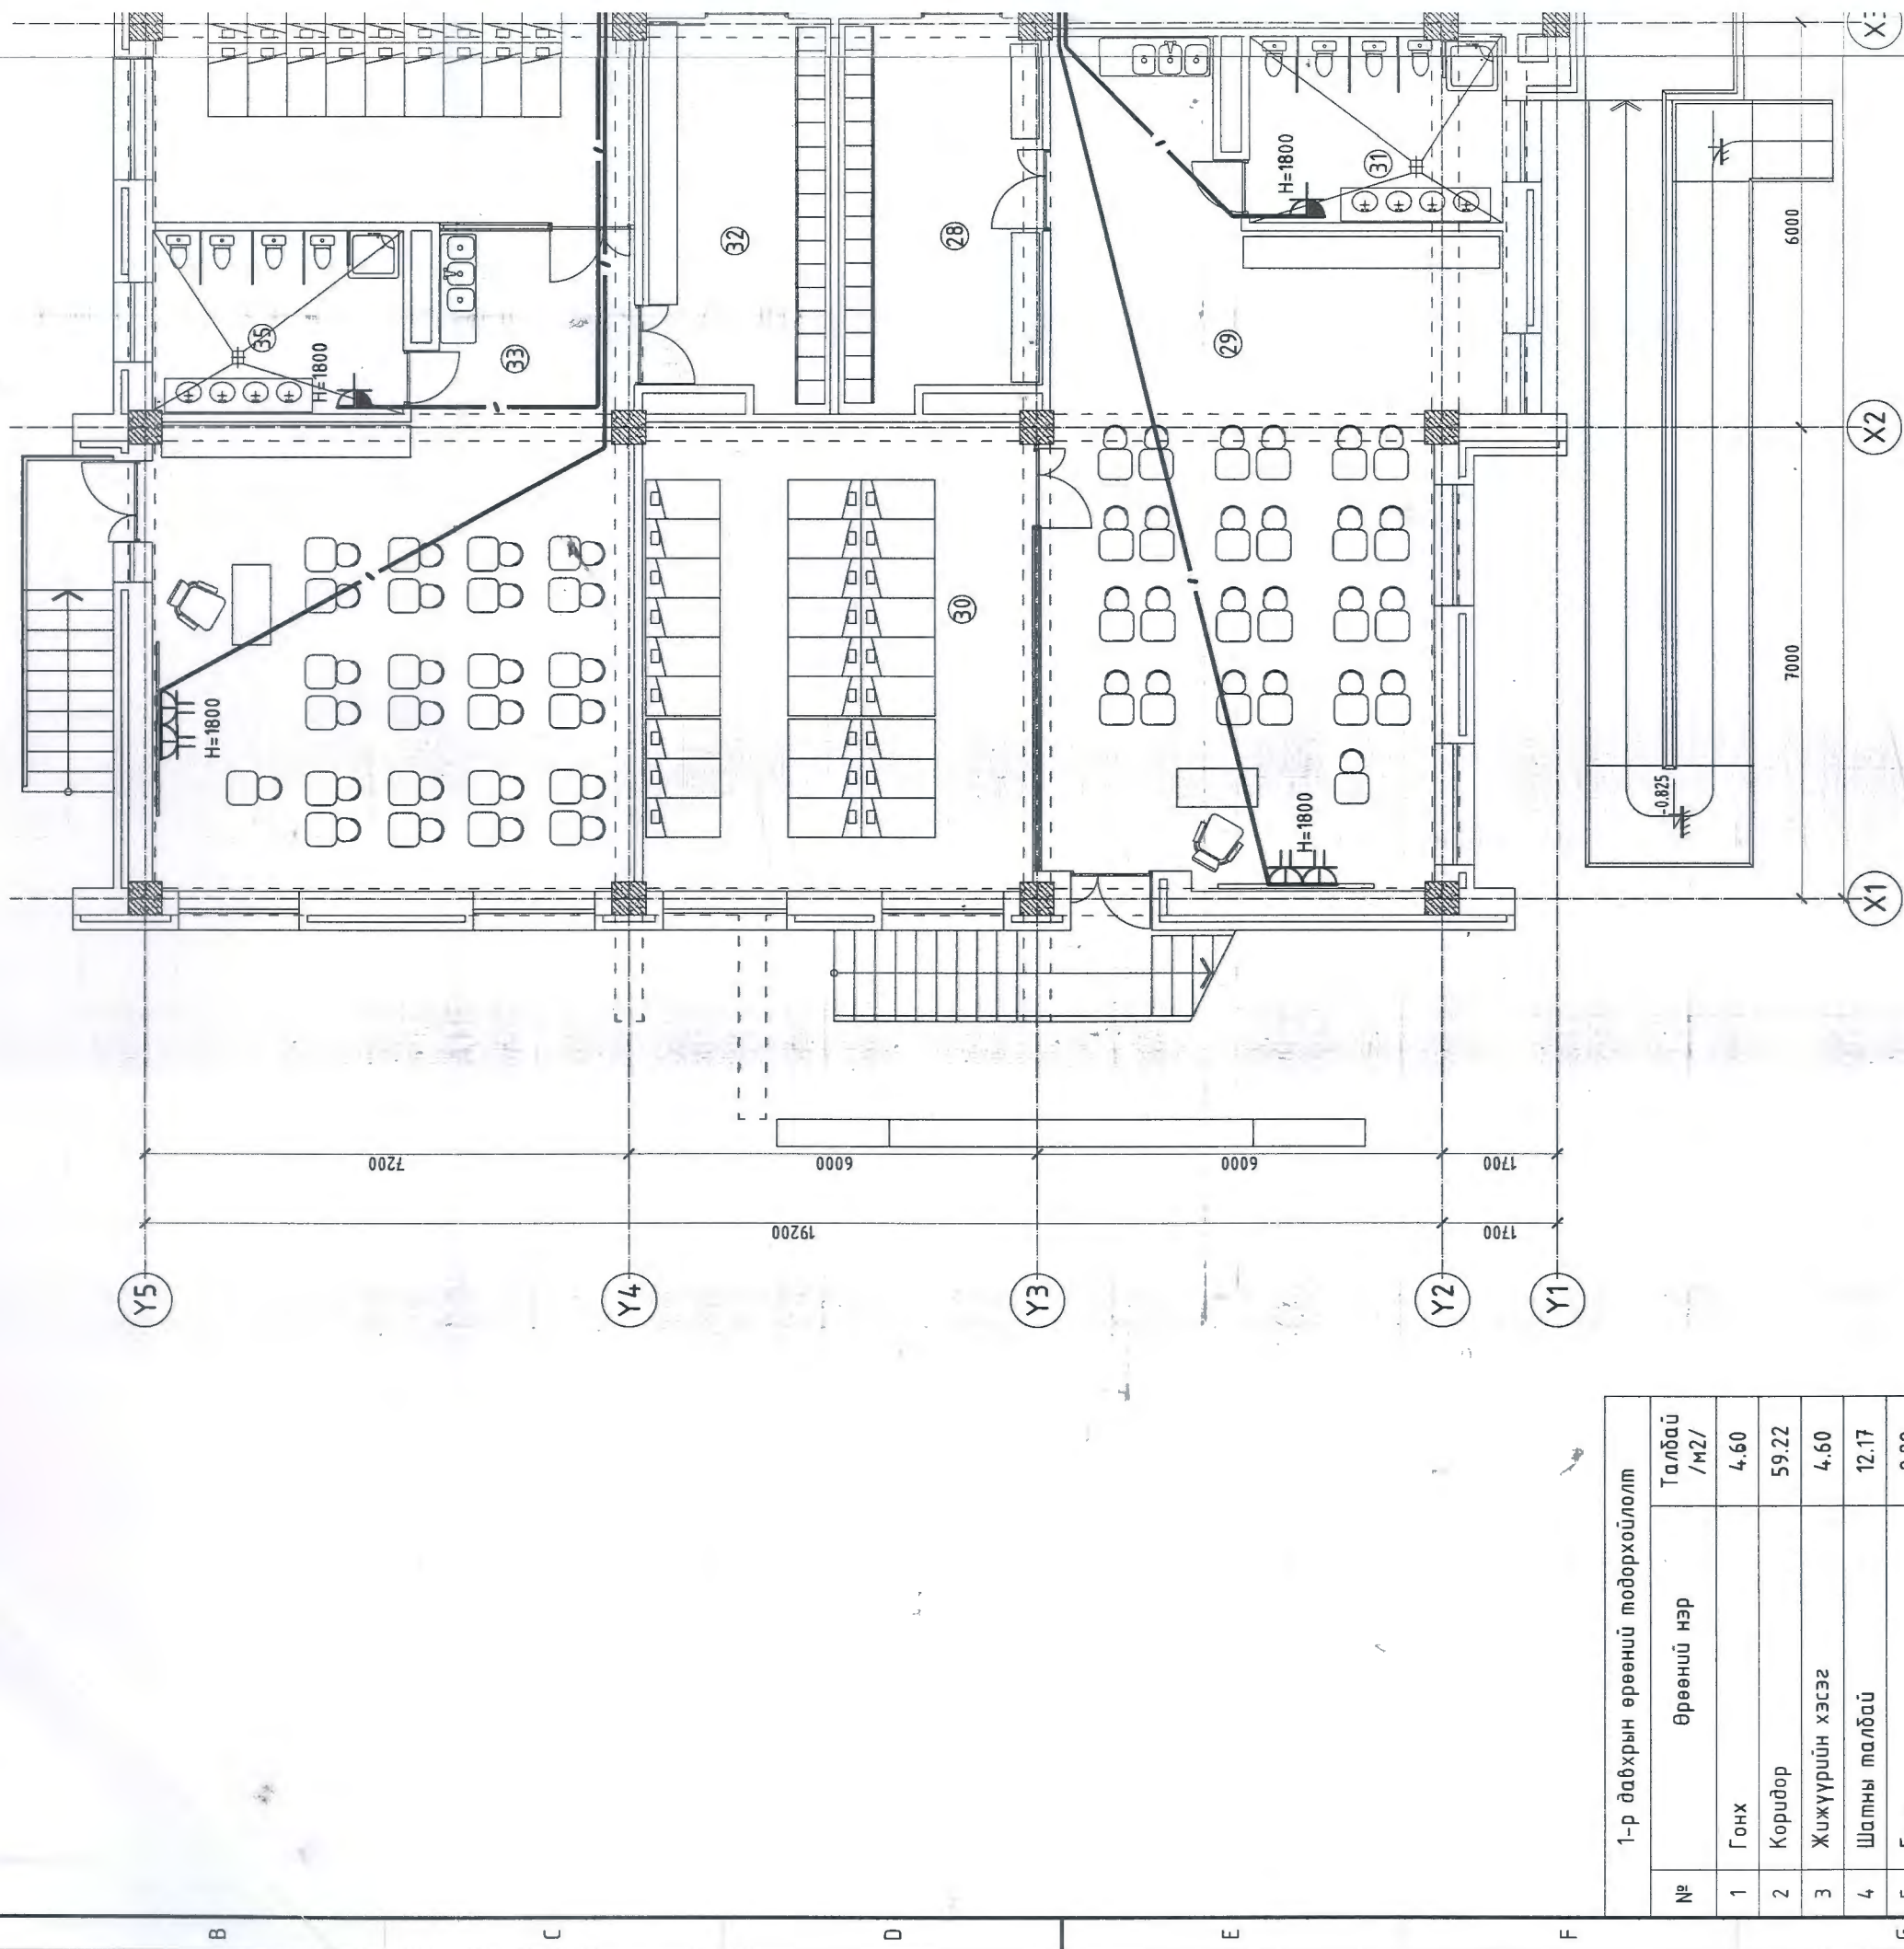 35
H=1800
33
32
28
31
H=1800
29
30
H=1800
H=1800
-0.825
6000
7000
X2
X1
7200
6000
6000
1700
19200
1700
Y5
Y4
Y3
Y2
Y1
1-р давхрын өрөөний тодорхойлолт
№ Өрөөний нэр Талбай /м2/
1 Гонх 4.60
2 Коридор 59.22
3 Жижүүрийн хэсэг 4.60
4 Шатны талбай 12.17
B
C
D
E
F